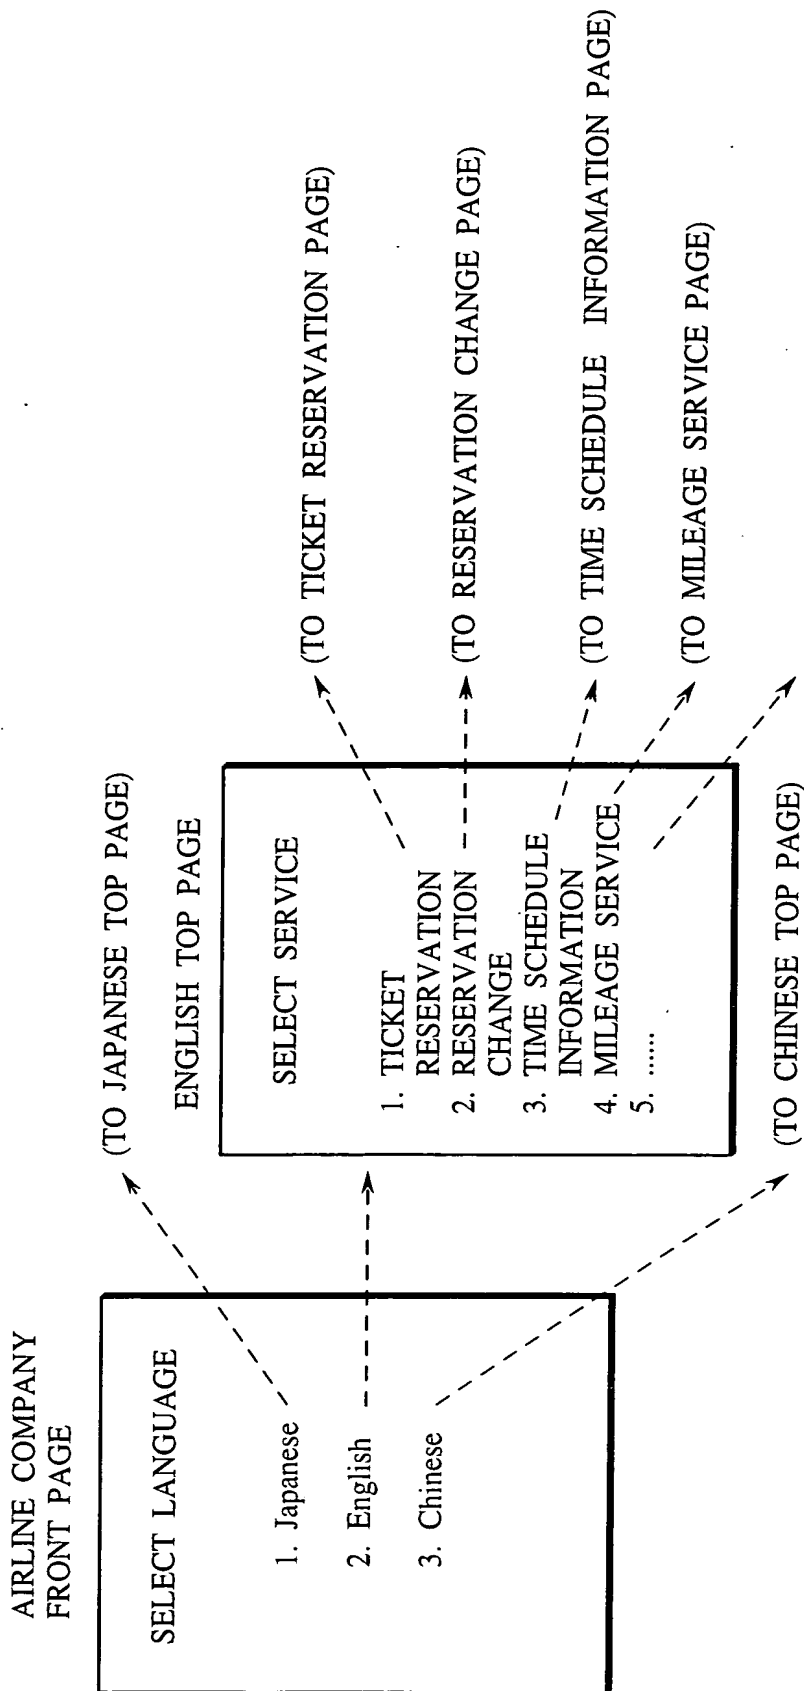 AIRLINE COMPANY
FRONT PAGE
SELECT LANGUAGE
1. Japanese
2. English
3. Chinese
(TO JAPANESE TOP PAGE)
ENGLISH TOP PAGE
SELECT SERVICE
1. TICKET
RESERVATION
2. RESERVATION
CHANGE
3. TIME SCHEDULE
INFORMATION
4. MILEAGE SERVICE
5. ......
(TO CHINESE TOP PAGE)
(TO TICKET RESERVATION PAGE)
(TO RESERVATION CHANGE PAGE)
(TO TIME SCHEDULE INFORMATION PAGE)
(TO MILEAGE SERVICE PAGE)